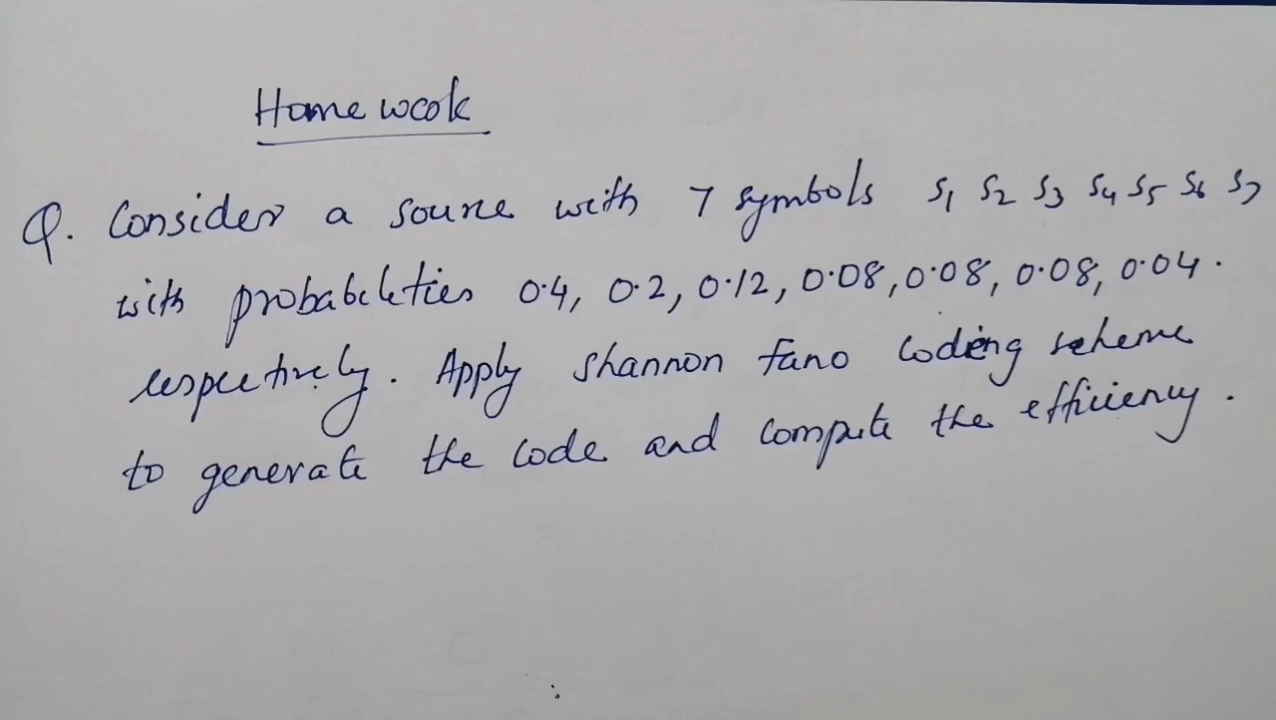 Home work
Q. Consider a source with 7 symbols S1 S2 S3 S4 S5 S6 S7
with probabilities 0.4, 0.2, 0.12, 0.08, 0.08, 0.08, 0.04.
respectively. Apply Shannon fano Coding scheme
to generate the code and compute the efficiency.